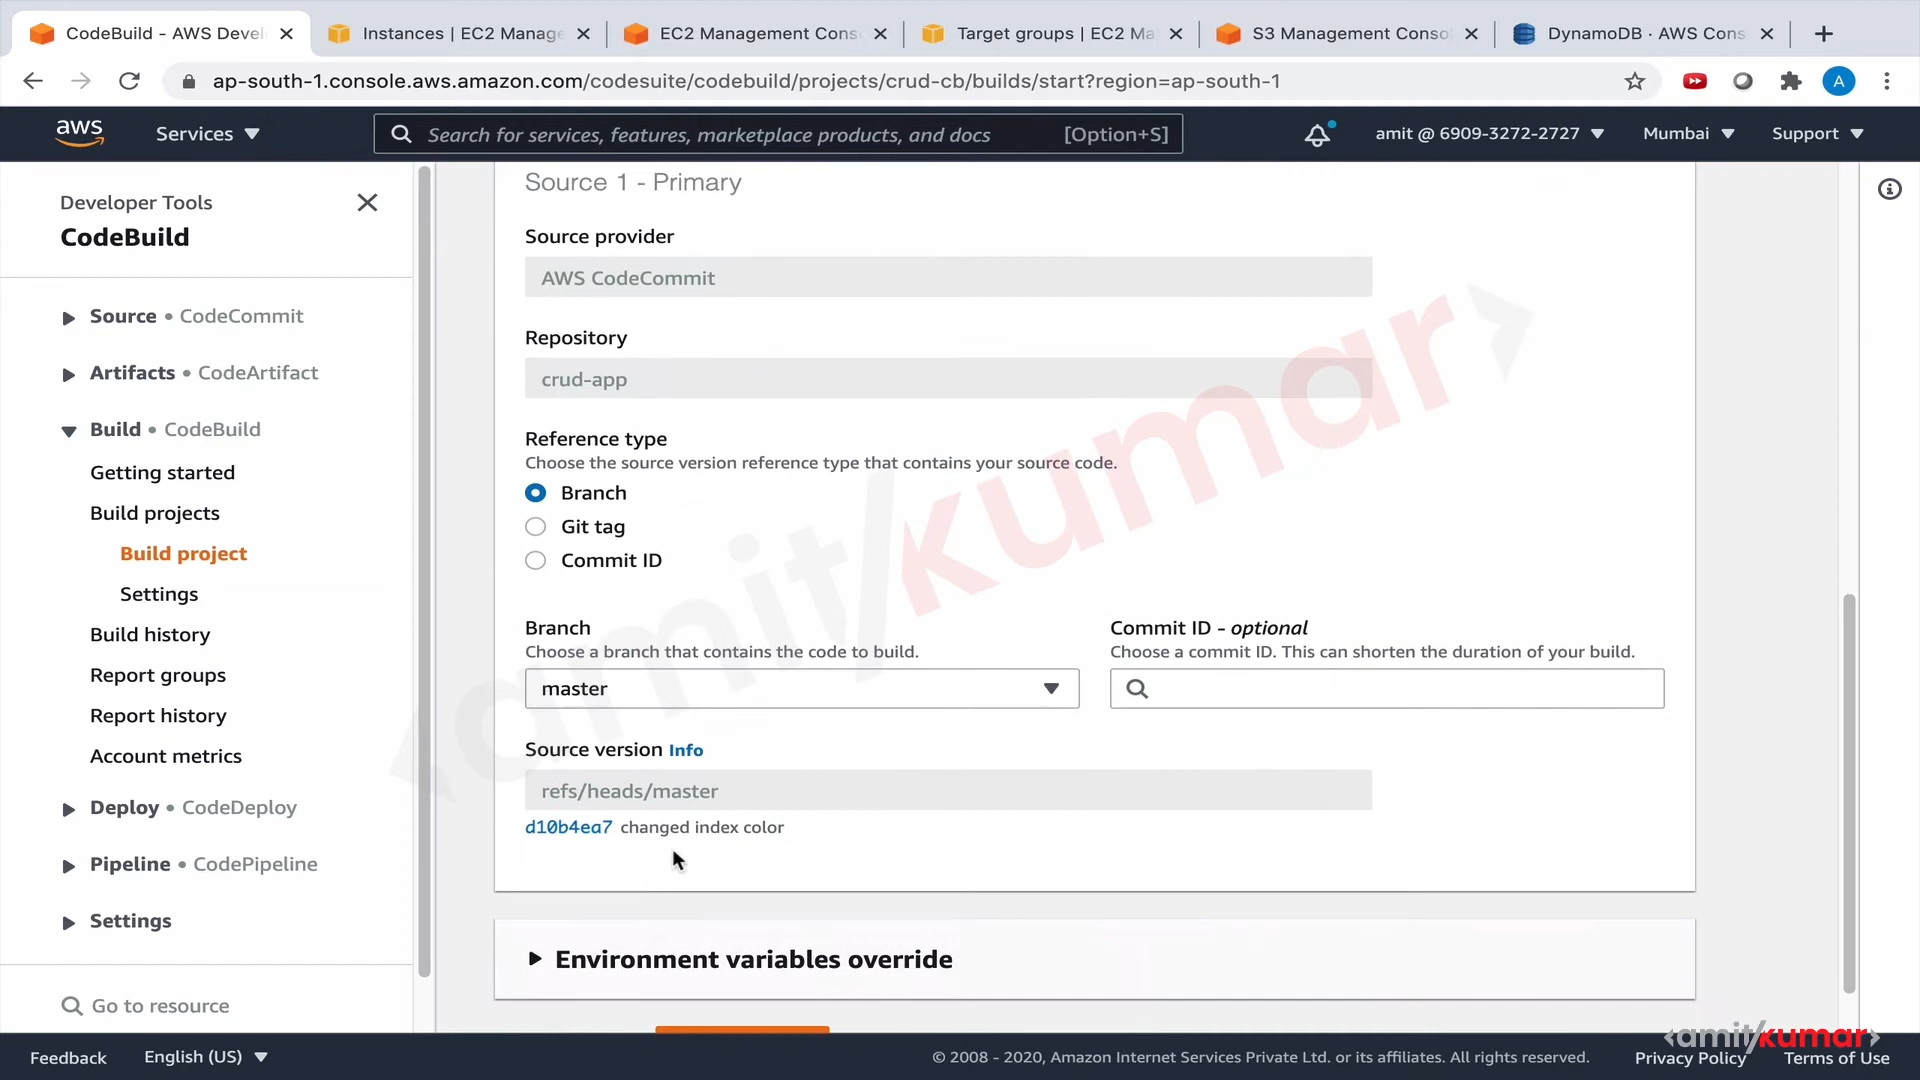 CodeBuild - AWS Devel
Instances | EC2 Manage
EC2 Management Cons
Target groups | EC2 Ma
S3 Management Consol
DynamoDB · AWS Cons
ap-south-1.console.aws.amazon.com/codesuite/codebuild/projects/crud-cb/builds/start?region=ap-south-1
A
aws
Services
Search for services, features, marketplace products, and docs
[Option+S]
amit @ 6909-3272-2727
Mumbai
Support
Developer Tools
CodeBuild
Source • CodeCommit
Artifacts • CodeArtifact
Build • CodeBuild
Getting started
Build projects
Build project
Settings
Build history
Report groups
Report history
Account metrics
Deploy • CodeDeploy
Pipeline • CodePipeline
Settings
Go to resource
Source 1 - Primary
Source provider
AWS CodeCommit
Repository
crud-app
Reference type
Choose the source version reference type that contains your source code.
Branch
Git tag
Commit ID
Branch
Choose a branch that contains the code to build.
master
Commit ID - optional
Choose a commit ID. This can shorten the duration of your build.
Source version Info
refs/heads/master
d10b4ea7 changed index color
Environment variables override
<amit/kumar>
<amit/kumar>
Feedback
English (US)
© 2008 - 2020, Amazon Internet Services Private Ltd. or its affiliates. All rights reserved.
Privacy Policy
Terms of Use